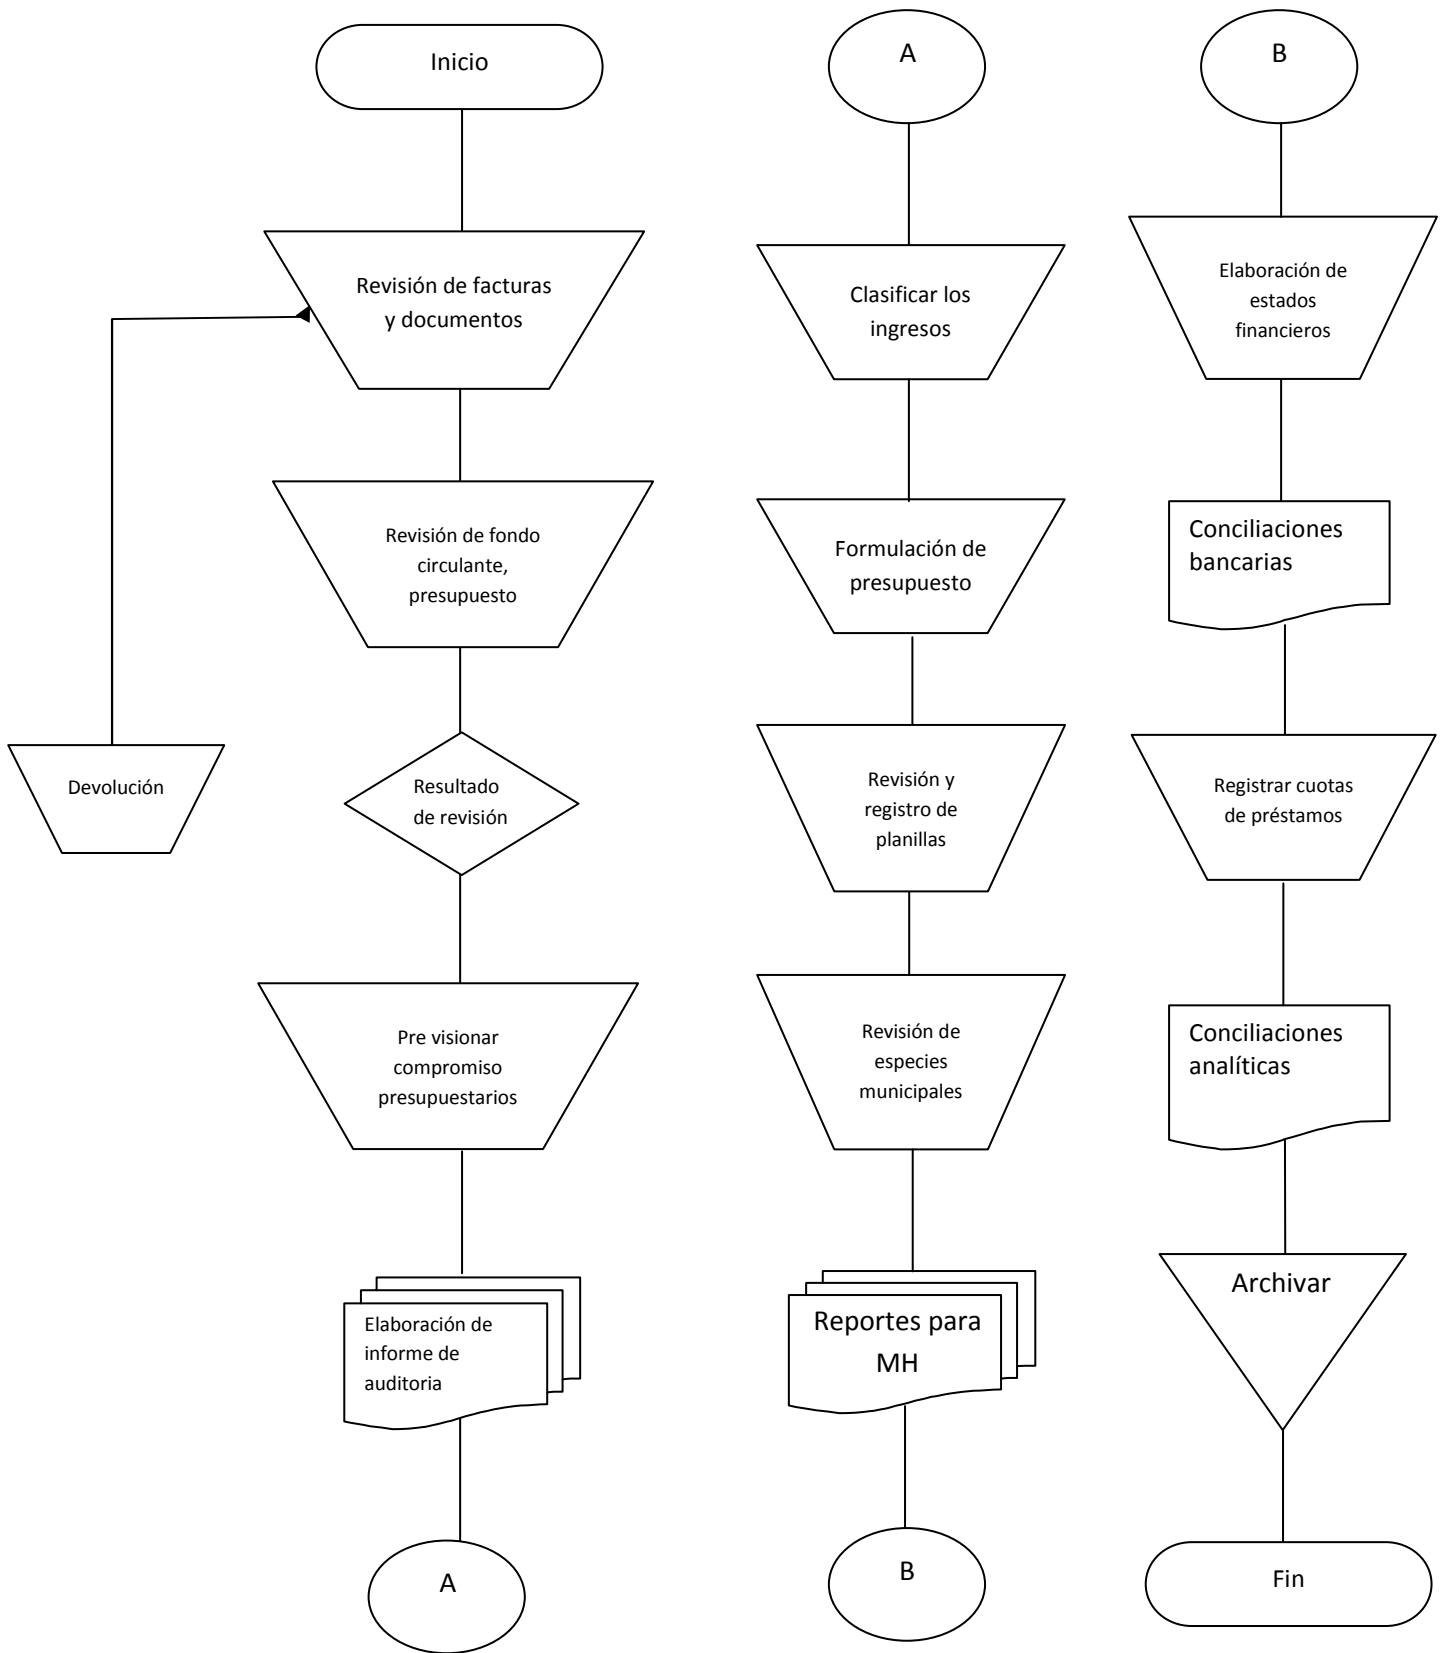 Inicio
Revisión de facturas
y documentos
Revisión de fondo
circulante,
presupuesto
Devolución
Resultado
de revisión
Pre visionar
compromiso
presupuestarios
Elaboración de
informe de
auditoria
A
A
Clasificar los
ingresos
Formulación de
presupuesto
Revisión y
registro de
planillas
Revisión de
especies
municipales
Reportes para
MH
B
B
Elaboración de
estados
financieros
Conciliaciones
bancarias
Registrar cuotas
de préstamos
Conciliaciones
analíticas
Archivar
Fin